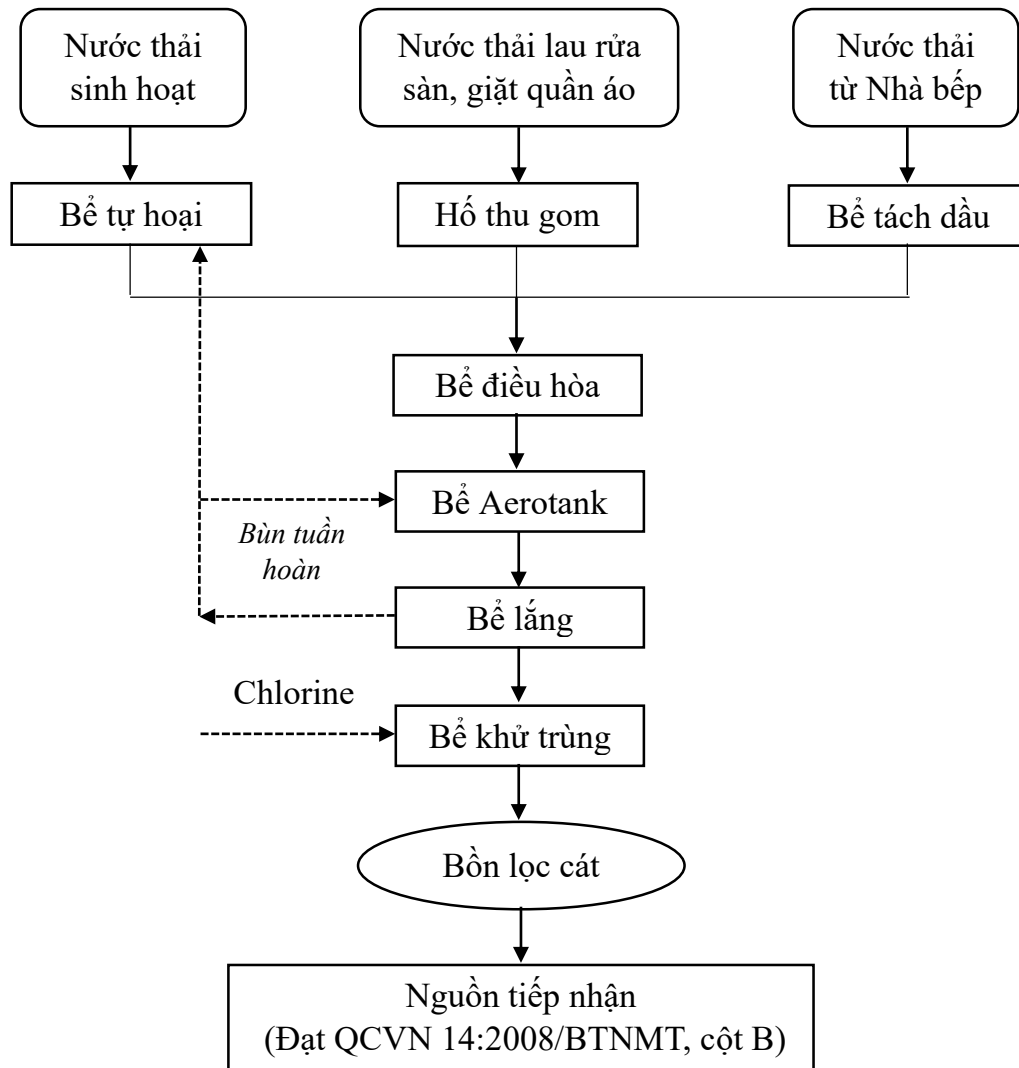 Nước thải
sinh hoạt
Nước thải lau rửa
sàn, giặt quần áo
Nước thải
từ Nhà bếp
Bể tự hoại
Hố thu gom
Bể tách dầu
Bể điều hòa
Bể Aerotank
Bùn tuần
hoàn
Bể lắng
Chlorine
Bể khử trùng
Bồn lọc cát
Nguồn tiếp nhận
(Đạt QCVN 14:2008/BTNMT, cột B)